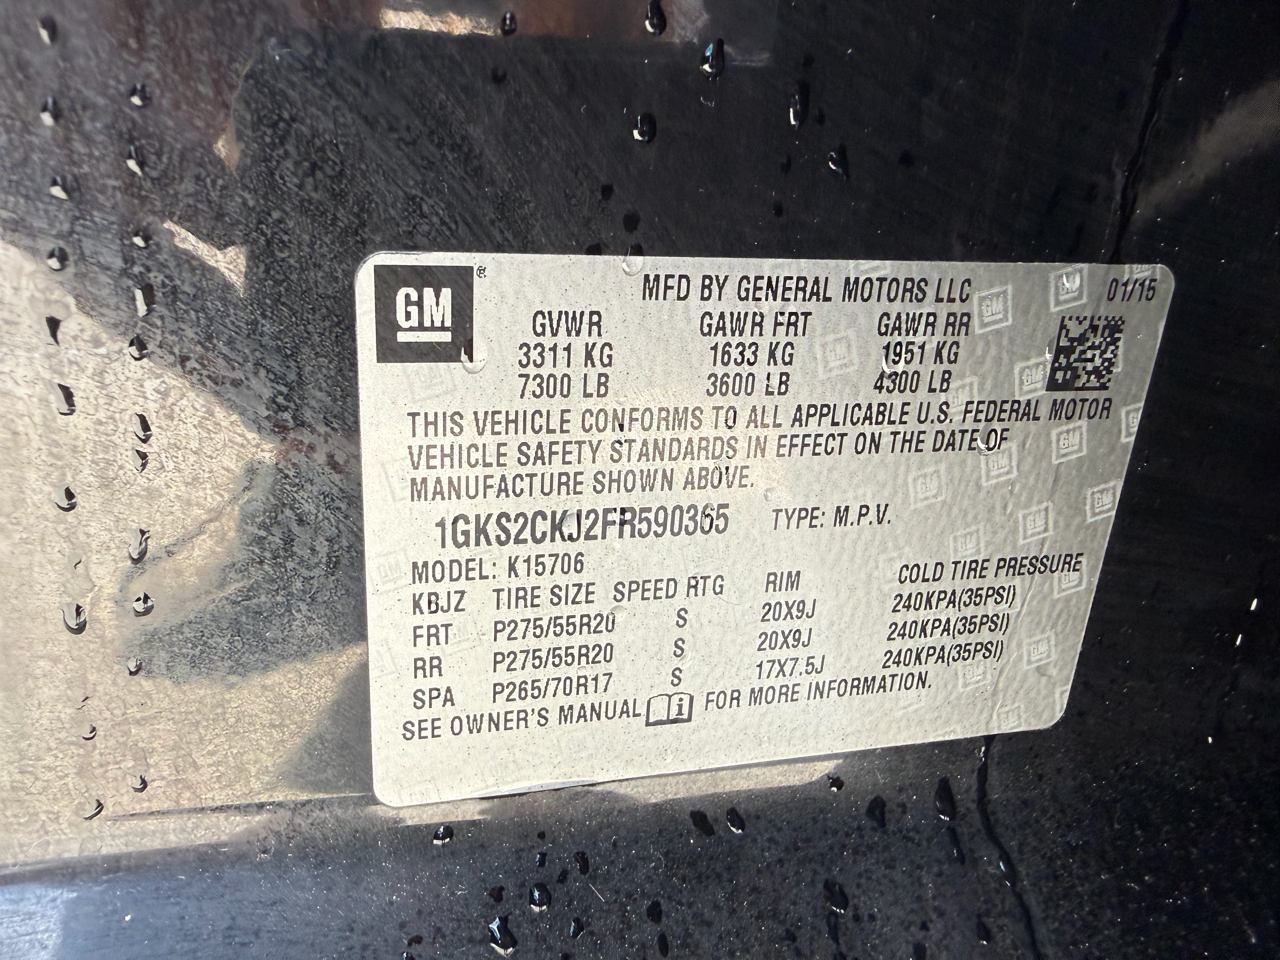 GM®
MFD BY GENERAL MOTORS LLC 01/15
GVWR GAWR FRT GAWR RR
3311 KG 1633 KG 1951 KG
7300 LB 3600 LB 4300 LB
THIS VEHICLE CONFORMS TO ALL APPLICABLE U.S. FEDERAL MOTOR
VEHICLE SAFETY STANDARDS IN EFFECT ON THE DATE OF
MANUFACTURE SHOWN ABOVE.
1GKS2CKJ2FR590365 TYPE: M.P.V.
MODEL: K15706
KBJZ TIRE SIZE SPEED RTG RIM COLD TIRE PRESSURE
FRT P275/55R20 S 20X9J 240KPA(35PSI)
RR P275/55R20 S 20X9J 240KPA(35PSI)
SPA P265/70R17 S 17X7.5J 240KPA(35PSI)
SEE OWNER'S MANUAL i FOR MORE INFORMATION.